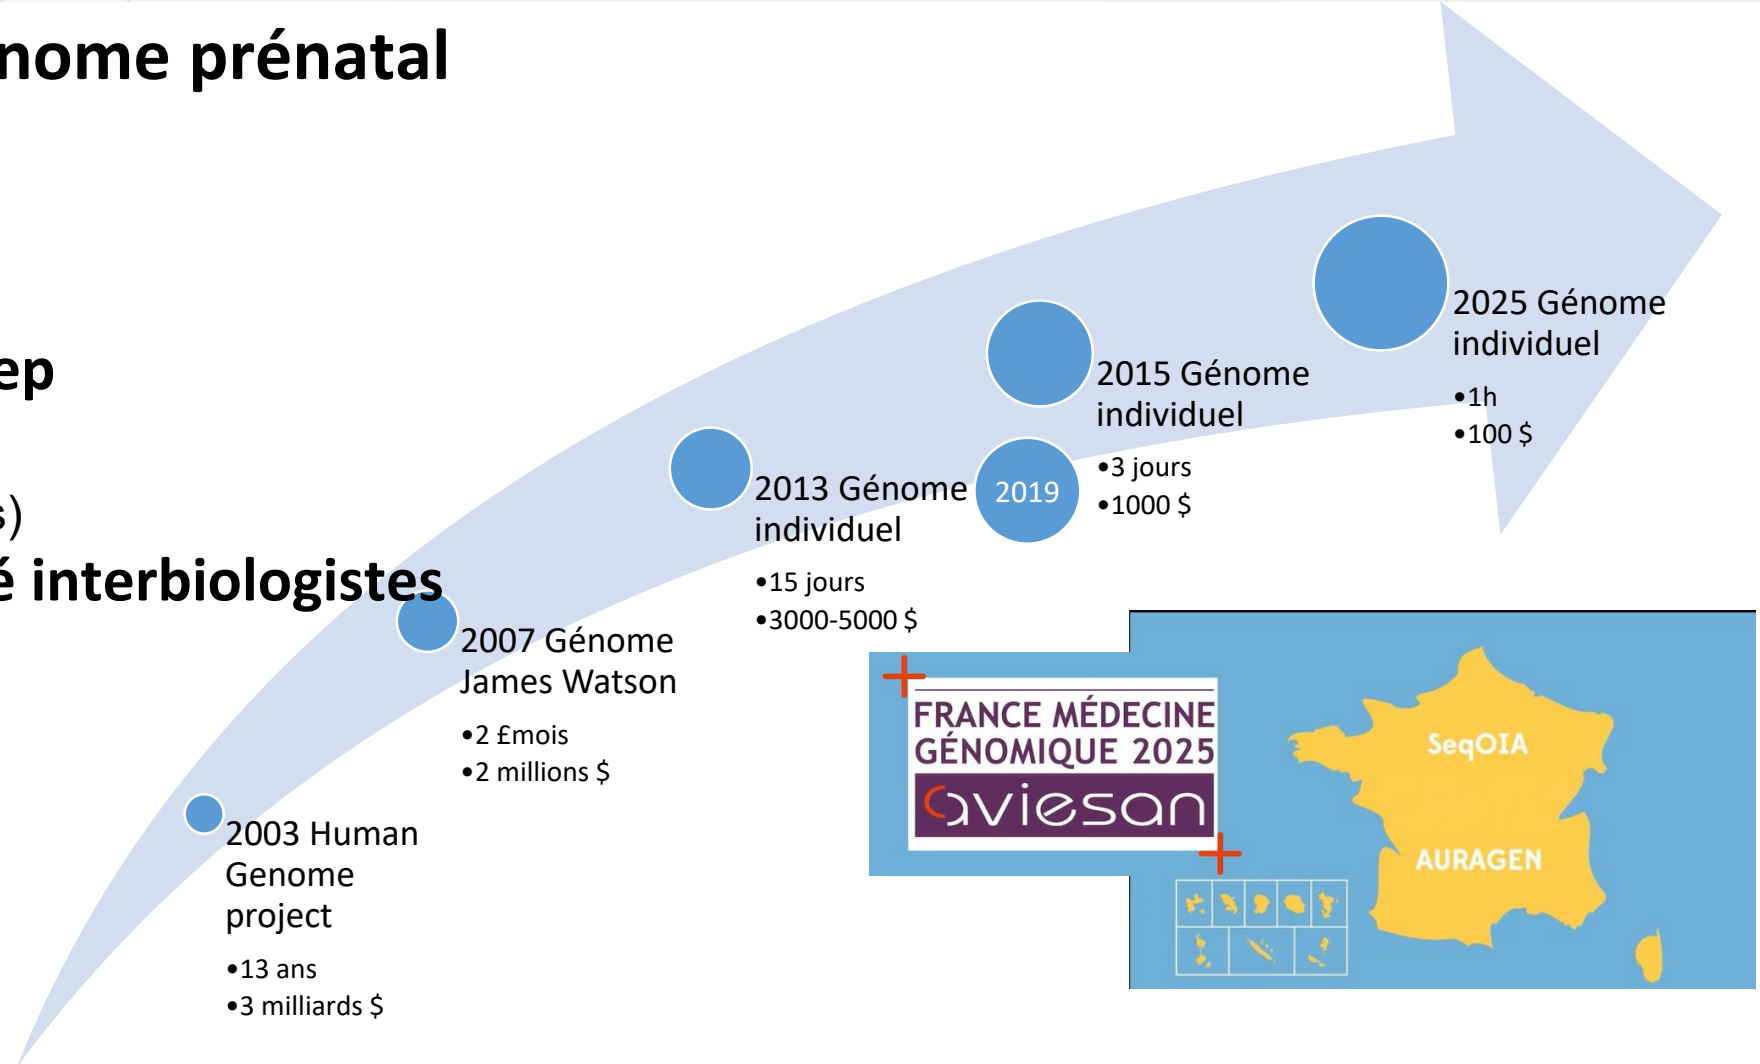 nome prénatal
ep
s)
é interbiologistes
2003 Human
Genome
project
•13 ans
•3 milliards $
2007 Génome
James Watson
•2 £mois
•2 millions $
2013 Génome
individuel
•15 jours
•3000-5000 $
2019
2015 Génome
individuel
•3 jours
•1000 $
2025 Génome
individuel
•1h
•100 $
FRANCE MÉDECINE
GÉNOMIQUE 2025
aviesan
SeqOIA
AURAGEN